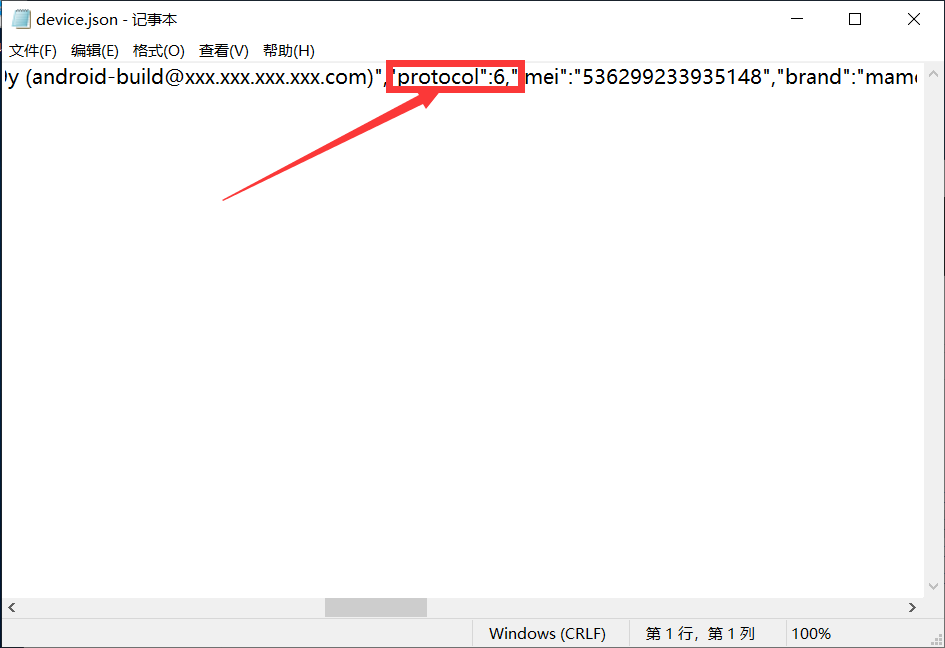 device.json - 记事本
文件(F) 编辑(E) 格式(O) 查看(V) 帮助(H)
y (android-build@xxx.xxx.xxx.xxx.com)","protocol":6,"imei":"536299233935148","brand":"mam
Windows (CRLF) 第 1 行，第 1 列 100%